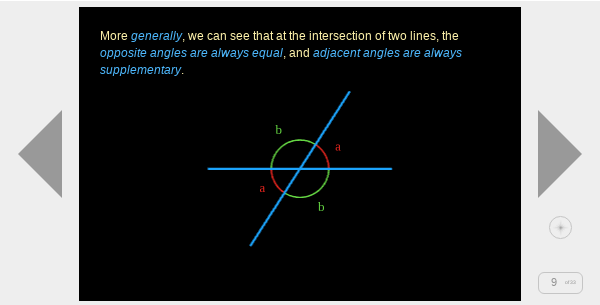 More generally, we can see that at the intersection of two lines, the
opposite angles are always equal, and adjacent angles are always
supplementary.
b
a
a
b
9